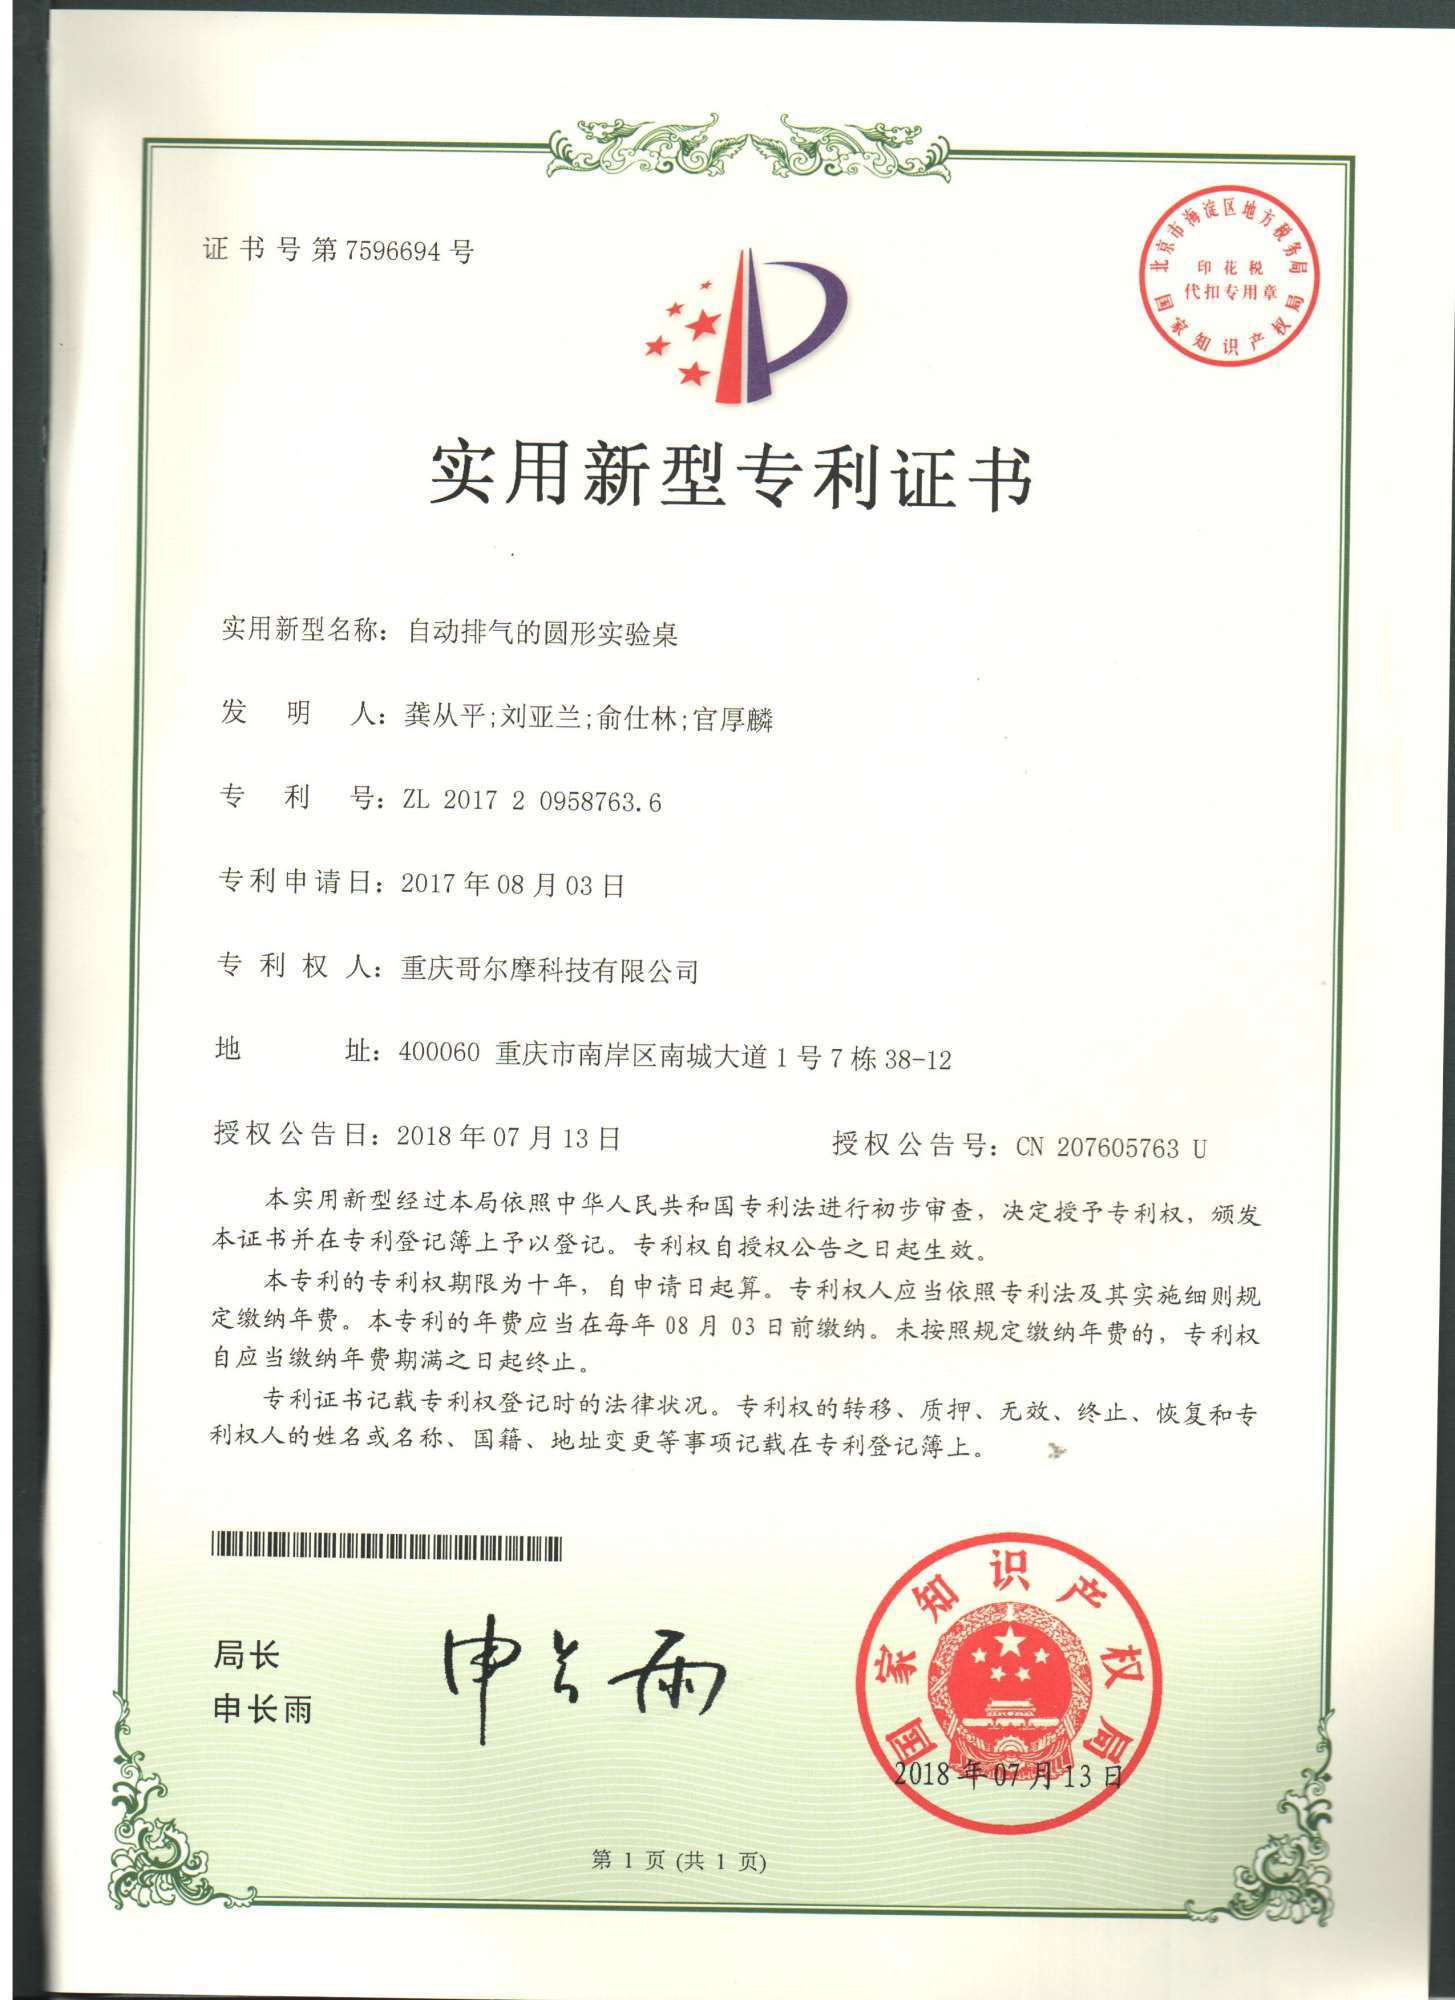 证书号第7596694号
北京市海淀区地方税务局
印花税
代扣专用章
国家知识产权局
实用新型专利证书
实用新型名称：自动排气的圆形实验桌
发明人：龚从平;刘亚兰;俞仕林;官厚麟
专利号：ZL 2017 2 0958763.6
专利申请日：2017年08月03日
专利权人：重庆哥尔摩科技有限公司
地址：400060 重庆市南岸区南城大道1号7栋38-12
授权公告日：2018年07月13日 授权公告号：CN 207605763 U
本实用新型经过本局依照中华人民共和国专利法进行初步审查，决定授予专利权，颁发
本证书并在专利登记簿上予以登记。专利权自授权公告之日起生效。
本专利的专利权期限为十年，自申请日起算。专利权人应当依照专利法及其实施细则规
定缴纳年费。本专利的年费应当在每年08月03日前缴纳。未按照规定缴纳年费的，专利权
自应当缴纳年费期满之日起终止。
专利证书记载专利权登记时的法律状况。专利权的转移、质押、无效、终止、恢复和专
利权人的姓名或名称、国籍、地址变更等事项记载在专利登记簿上。
局长
申长雨
申长雨
国家知识产权局
2018年07月13日
第 1 页 (共 1 页)